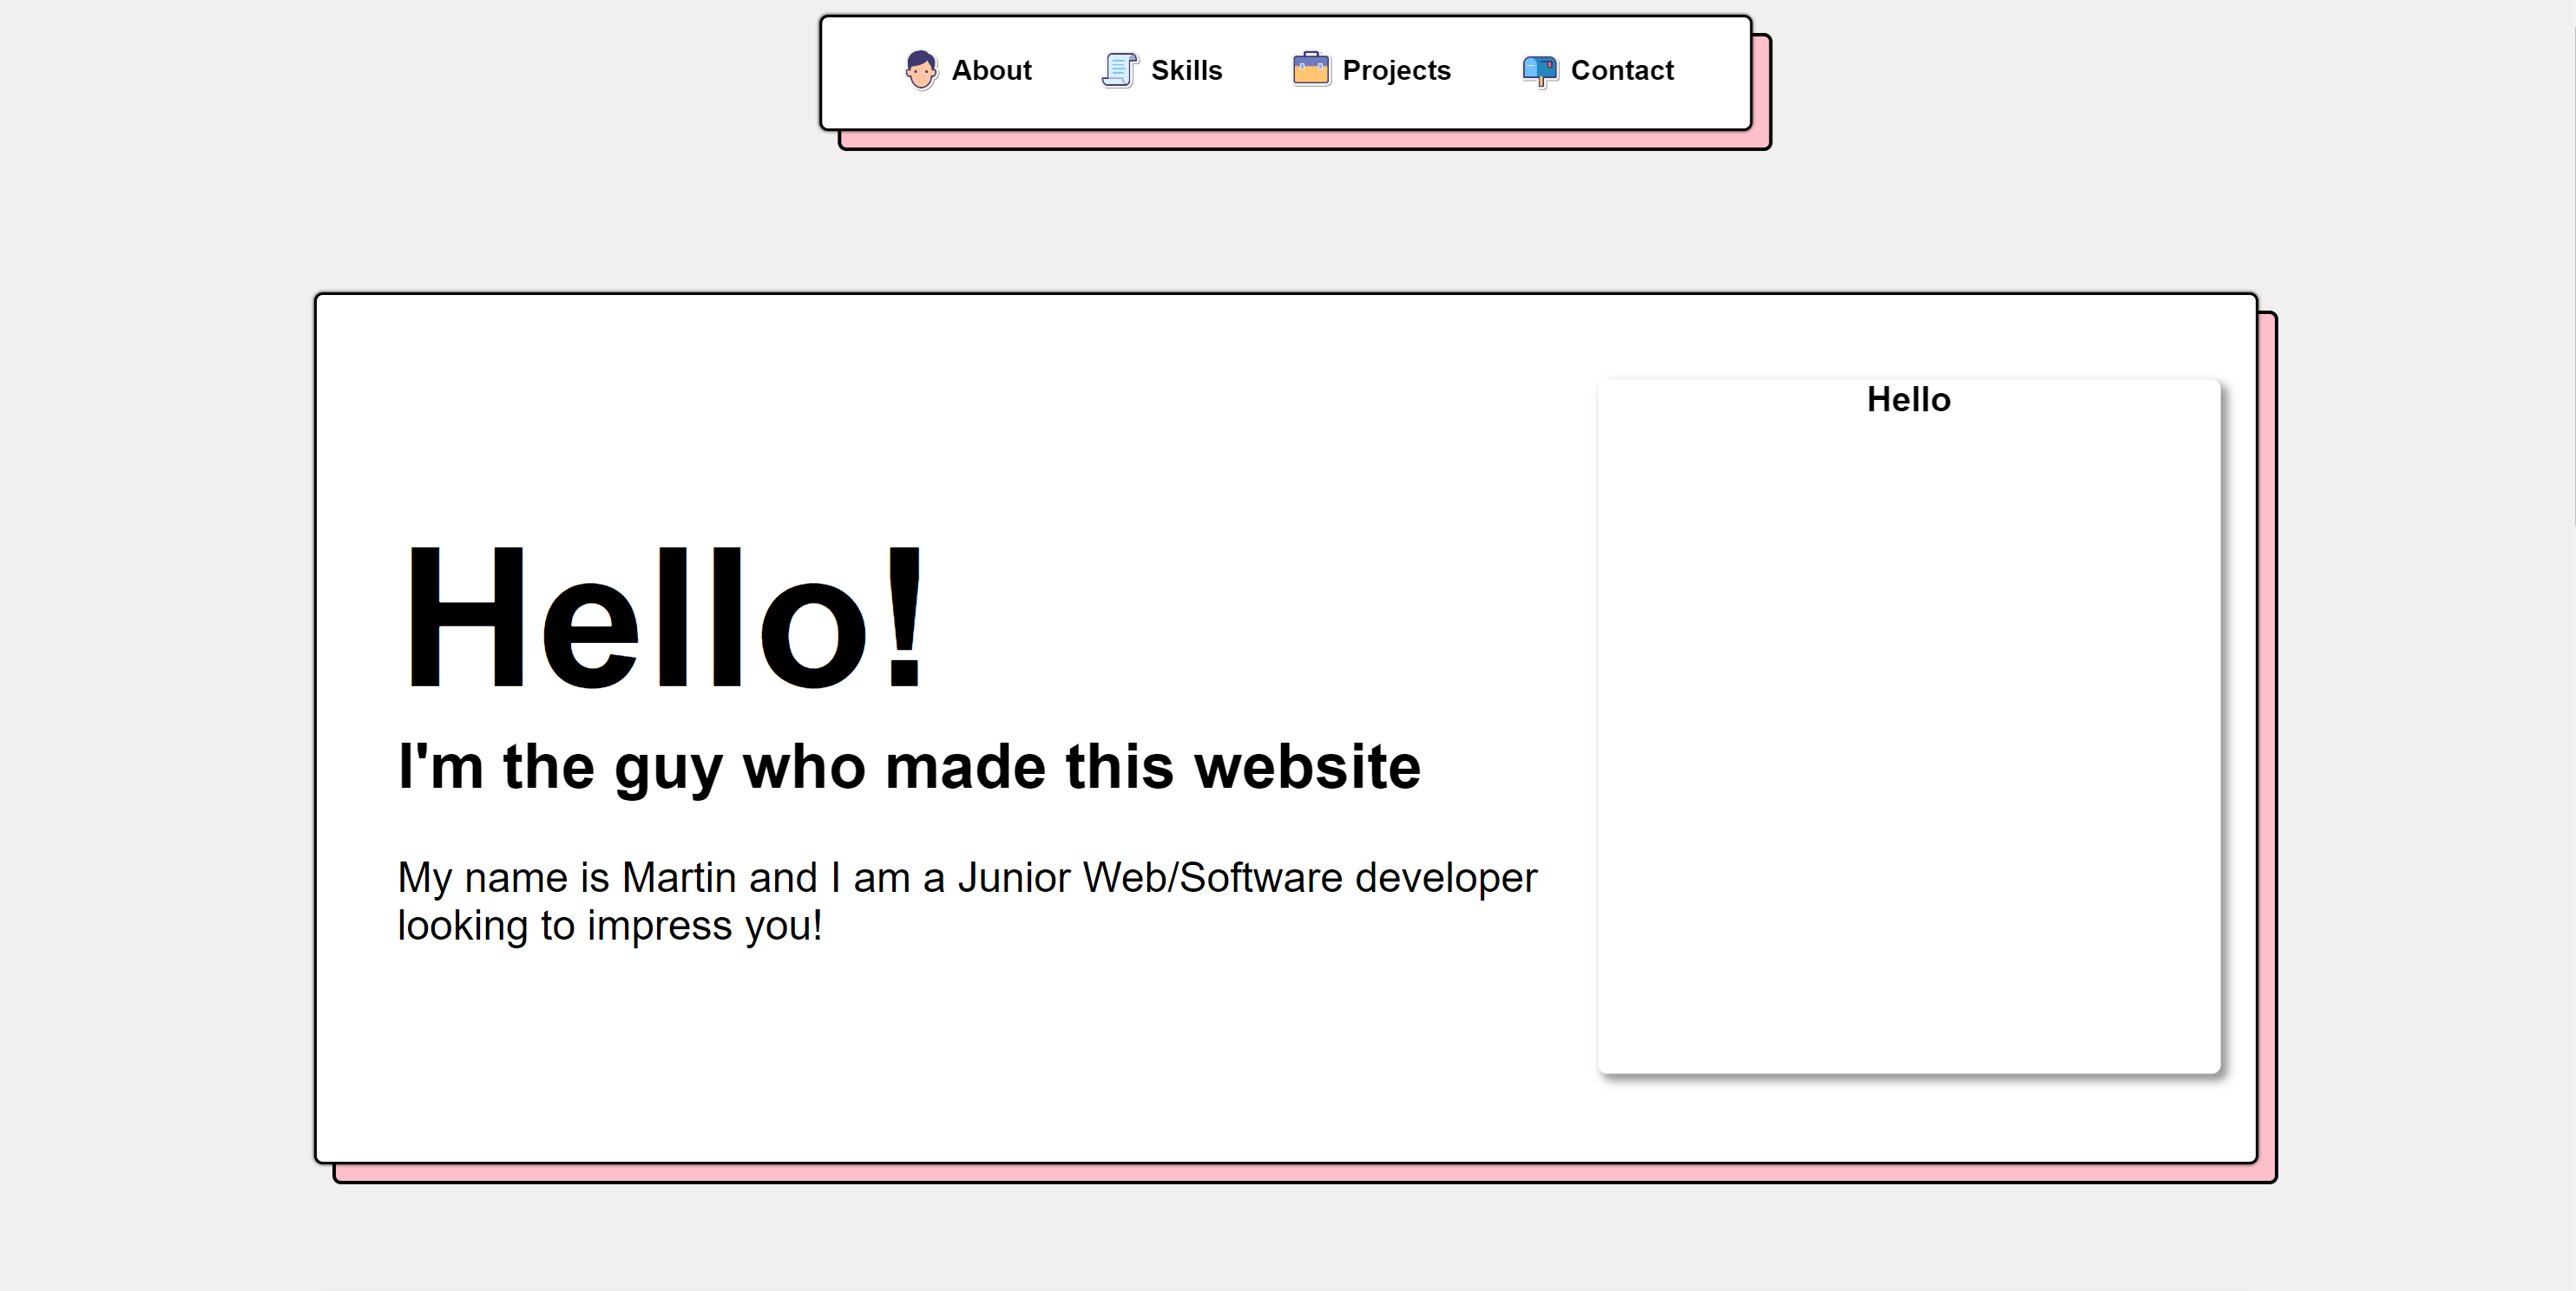 About
Skills
Projects
Contact
Hello!
I'm the guy who made this website
My name is Martin and I am a Junior Web/Software developer
looking to impress you!
Hello